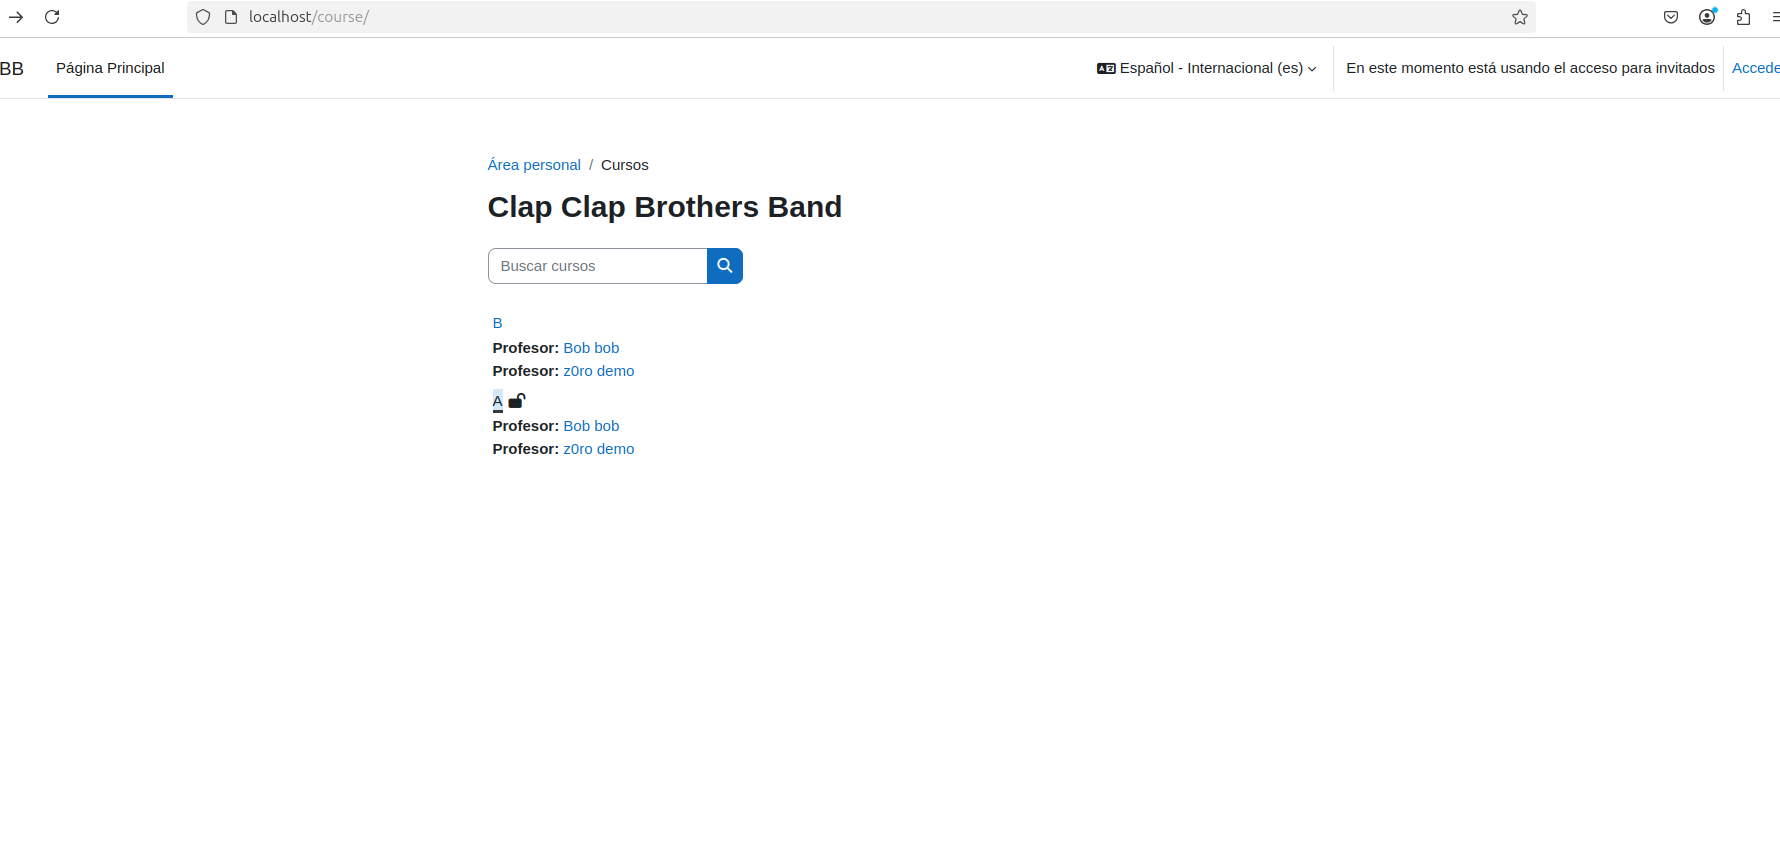 localhost/course/
BB Página Principal Español - Internacional (es) En este momento está usando el acceso para invitados Accede
Área personal / Cursos
Clap Clap Brothers Band
Buscar cursos
B
Profesor: Bob bob
Profesor: z0ro demo
A
Profesor: Bob bob
Profesor: z0ro demo